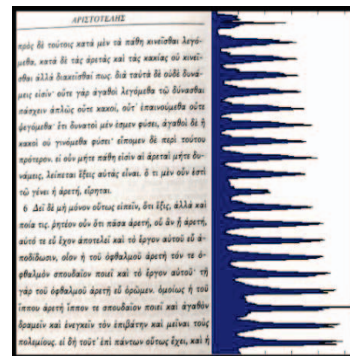 ΑΡΙΣΤΟΤΕΛΗΣ
πρὸς δὲ τούτοις κατὰ μὲν τὰ πάθη κινεῖσθαι λεγό-
μεθα, κατὰ δὲ τὰς ἀρετὰς καὶ τὰς κακίας οὐ κινεῖ-
σθαι ἀλλὰ διακεῖσθαί πως. διὰ ταῦτα δὲ οὐδὲ δυνά-
μεις εἰσίν· οὔτε γὰρ ἀγαθοὶ λεγόμεθα τῷ δύνασθαι
πάσχειν ἁπλῶς οὔτε κακοί, οὔτ' ἐπαινούμεθα οὔτε
ψεγόμεθα· ἔτι δυνατοὶ μέν ἐσμεν φύσει, ἀγαθοὶ δὲ ἢ
κακοὶ οὐ γινόμεθα φύσει· εἴπομεν δὲ περὶ τούτου
πρότερον. εἰ οὖν μήτε πάθη εἰσὶν αἱ ἀρεταὶ μήτε δυ-
νάμεις, λείπεται ἕξεις αὐτὰς εἶναι. ὅ τι μὲν οὖν ἐστὶ
τῷ γένει ἡ ἀρετή, εἴρηται.
6 Δεῖ δὲ μὴ μόνον οὕτως εἰπεῖν, ὅτι ἕξις, ἀλλὰ καὶ
ποία τις. ῥητέον οὖν ὅτι πᾶσα ἀρετή, οὗ ἂν ᾖ ἀρετή,
αὐτό τε εὖ ἔχον ἀποτελεῖ καὶ τὸ ἔργον αὐτοῦ εὖ ἀ-
ποδίδωσιν, οἷον ἡ τοῦ ὀφθαλμοῦ ἀρετὴ τόν τε ὀ-
φθαλμὸν σπουδαῖον ποιεῖ καὶ τὸ ἔργον αὐτοῦ· τῇ
γὰρ τοῦ ὀφθαλμοῦ ἀρετῇ εὖ ὁρῶμεν. ὁμοίως ἡ τοῦ
ἵππου ἀρετὴ ἵππον τε σπουδαῖον ποιεῖ καὶ ἀγαθὸν
δραμεῖν καὶ ἐνεγκεῖν τὸν ἐπιβάτην καὶ μεῖναι τοὺς
πολεμίους. εἰ δὴ τοῦτ' ἐπὶ πάντων οὕτως ἔχει, καὶ ἡ